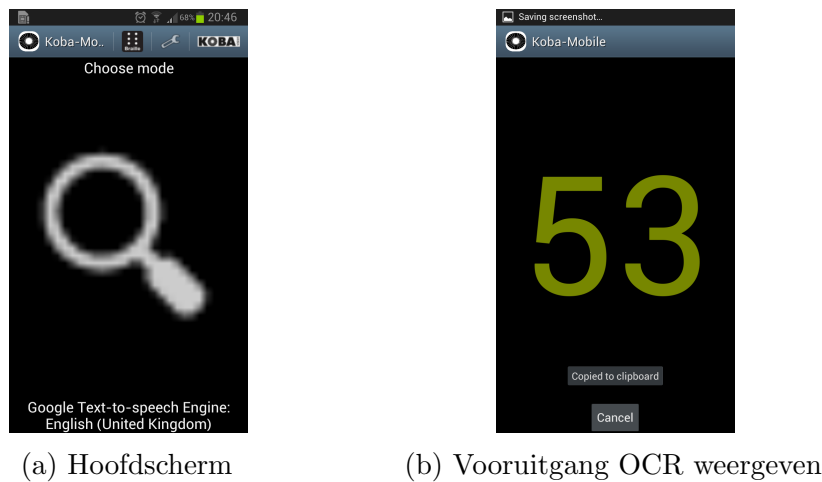 68% 20:46
Koba-Mo.. Braille KOBA
Choose mode
Google Text-to-speech Engine:
English (United Kingdom)
(a) Hoofdscherm
Saving screenshot...
Koba-Mobile
53
Copied to clipboard
Cancel
(b) Vooruitgang OCR weergeven